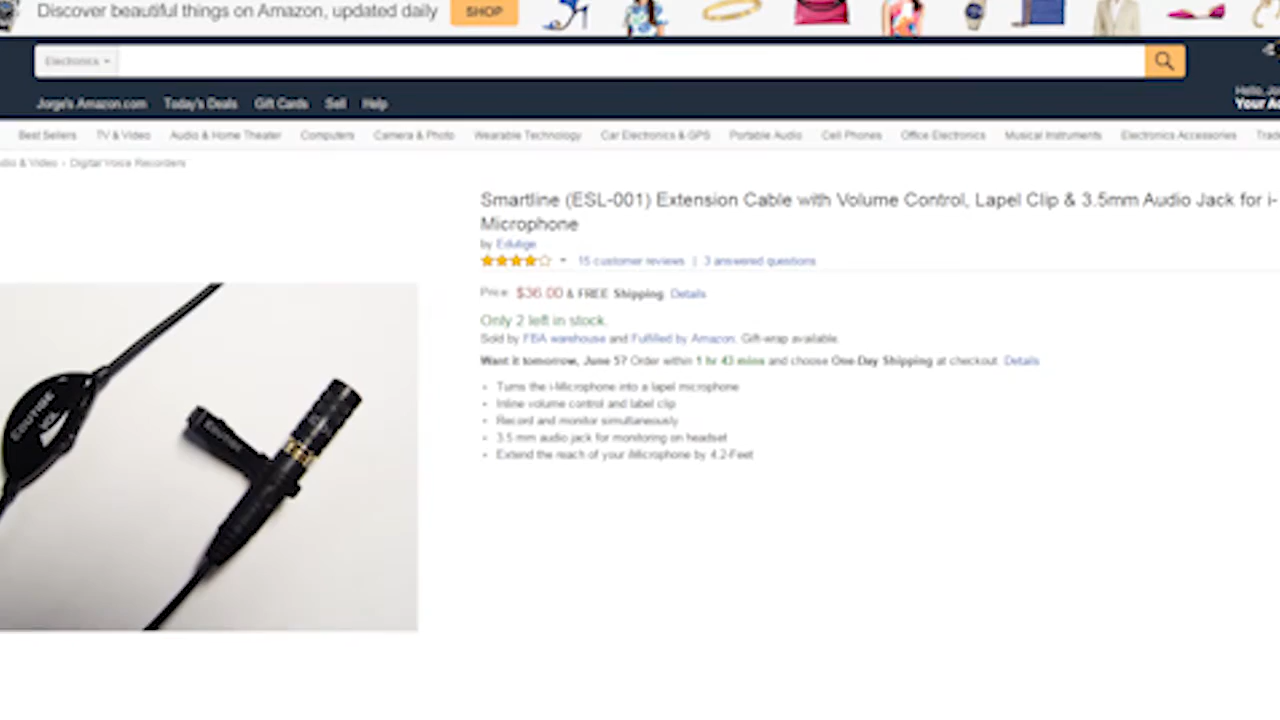 Discover beautiful things on Amazon, updated daily SHOP
Electronics
Jorge's Amazon.com Today's Deals Gift Cards Sell Help
Hello, Jo
Your Ac
Best Sellers TV & Video Audio & Home Theater Computers Camera & Photo Wearable Technology Car Electronics & GPS Portable Audio Cell Phones Office Electronics Musical Instruments Electronics Accessories Trade
dio & Video › Digital Voice Recorders
Smartline (ESL-001) Extension Cable with Volume Control, Lapel Clip & 3.5mm Audio Jack for i-
Microphone
by Edutige
15 customer reviews | 3 answered questions
Price: $36.00 & FREE Shipping. Details
Only 2 left in stock.
Sold by FBA warehouse and Fulfilled by Amazon. Gift-wrap available.
Want it tomorrow, June 5? Order within 1 hr 43 mins and choose One-Day Shipping at checkout. Details
Turns the i-Microphone into a lapel microphone
Inline volume control and label clip
Record and monitor simultaneously
3.5 mm audio jack for monitoring on headset
Extend the reach of your iMicrophone by 4.2-Feet
EDUTIGE
VOL